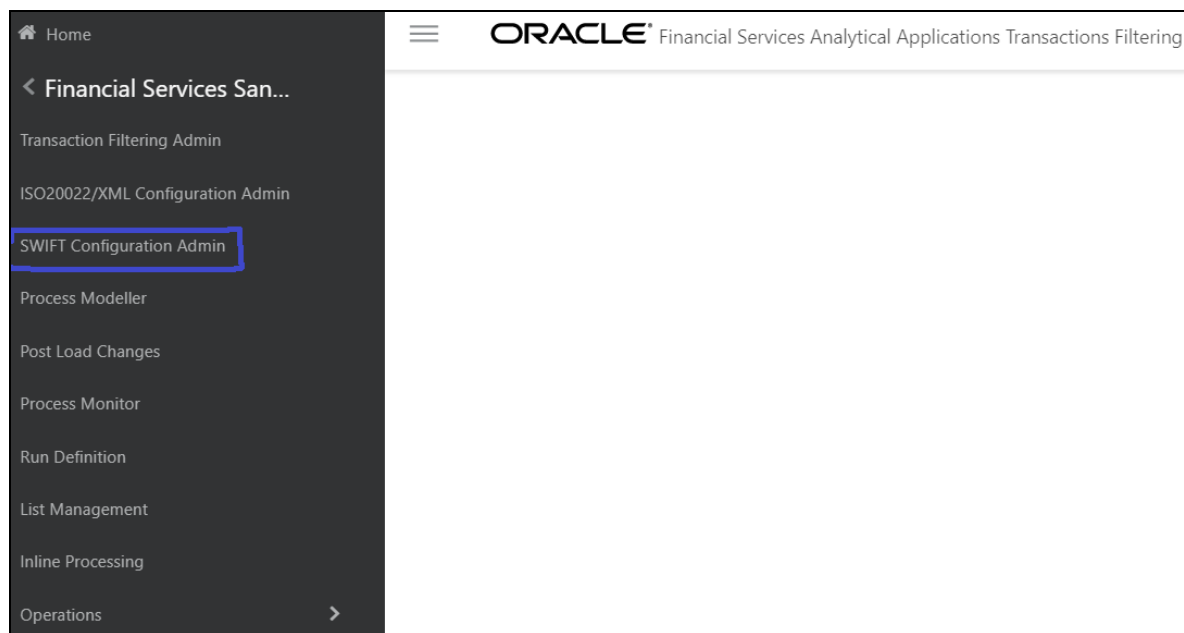 Home
ORACLE® Financial Services Analytical Applications Transactions Filtering
Financial Services San...
Transaction Filtering Admin
ISO20022/XML Configuration Admin
SWIFT Configuration Admin
Process Modeller
Post Load Changes
Process Monitor
Run Definition
List Management
Inline Processing
Operations